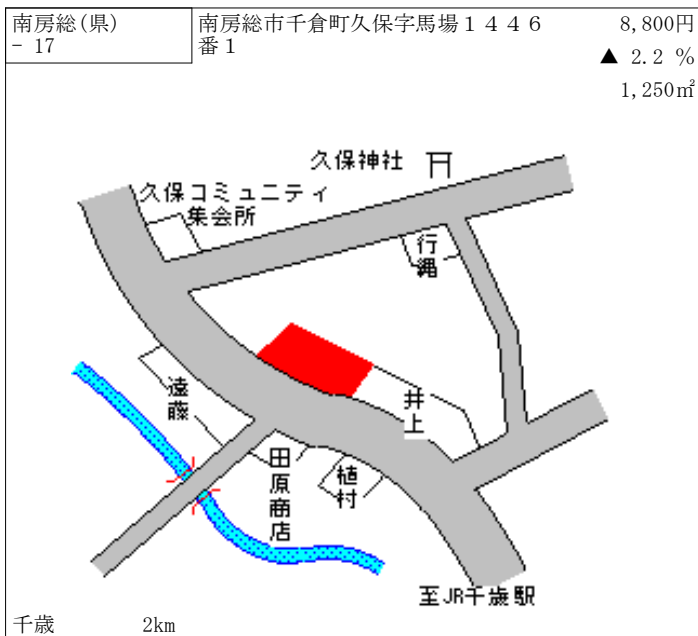 南房総(県)
- 17
南房総市千倉町久保字馬場１４４６
番１
8,800円
▲ 2.2 %
1,250㎡
久保神社
久保コミュニティ
集会所
行縄
遠藤
井上
田原商店
植村
至JR千歳駅
千歳 2km